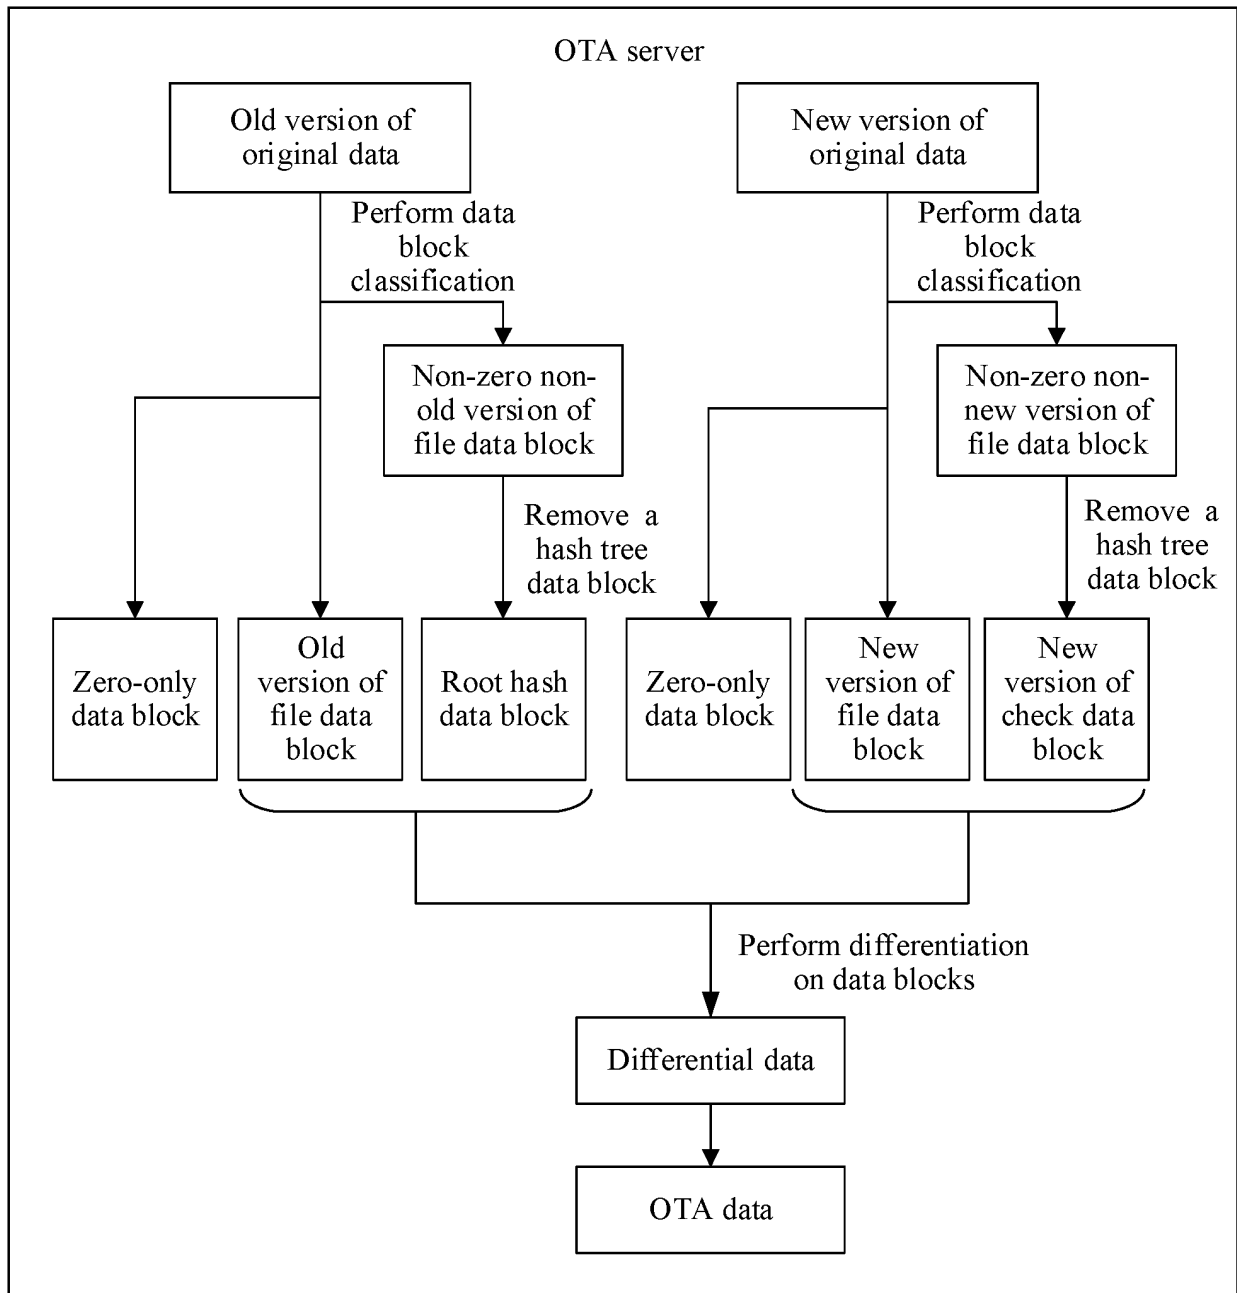 OTA server
Old version of
original data
New version of
original data
Perform data
block
classification
Perform data
block
classification
Non-zero non-
old version of
file data block
Non-zero non-
new version of
file data block
Remove a
hash tree
data block
Remove a
hash tree
data block
Zero-only
data block
Old
version of
file data
block
Root hash
data block
Zero-only
data block
New
version of
file data
block
New
version of
check data
block
Perform differentiation
on data blocks
Differential data
OTA data